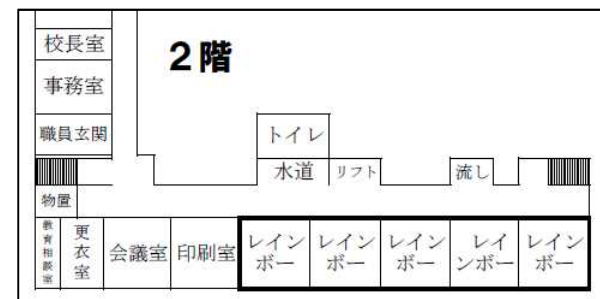 校長室
２階
事務室
職員玄関
トイレ
水道
リフト
流し
物置
教育相談室
更衣室
会議室
印刷室
レイン
ボー
レイン
ボー
レイン
ボー
レイ
ンボー
レイン
ボー